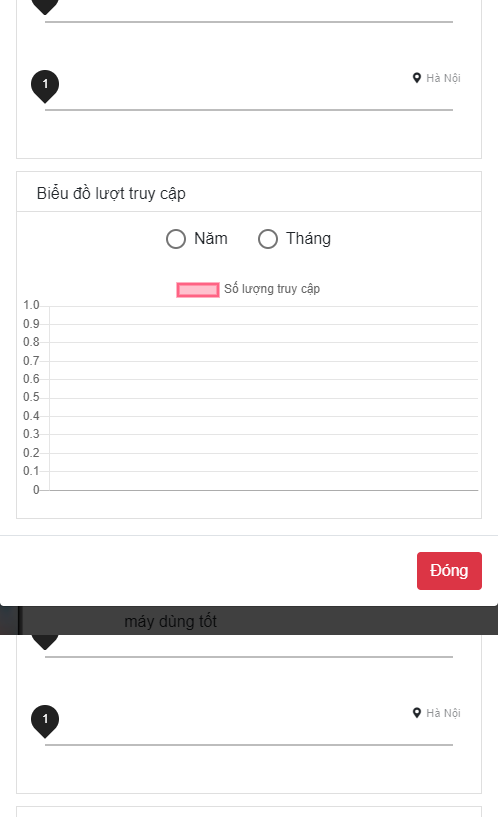 1
Hà Nội
Biểu đồ lượt truy cập
Năm Tháng
Số lượng truy cập
1.0
0.9
0.8
0.7
0.6
0.5
0.4
0.3
0.2
0.1
0
Đóng
máy dùng tốt
1
Hà Nội